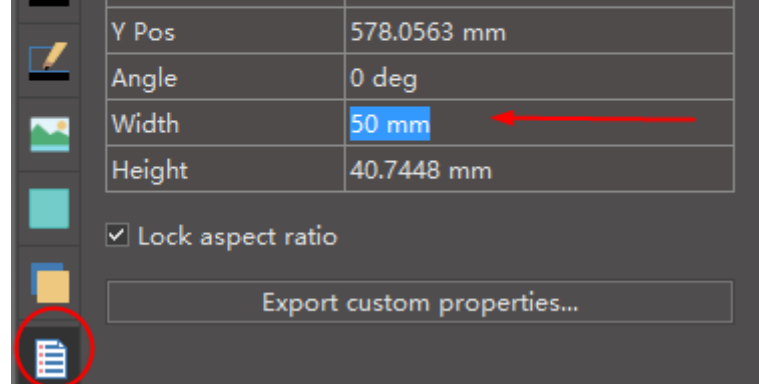 Y Pos 578.0563 mm
Angle 0 deg
Width 50 mm
Height 40.7448 mm
Lock aspect ratio
Export custom properties...